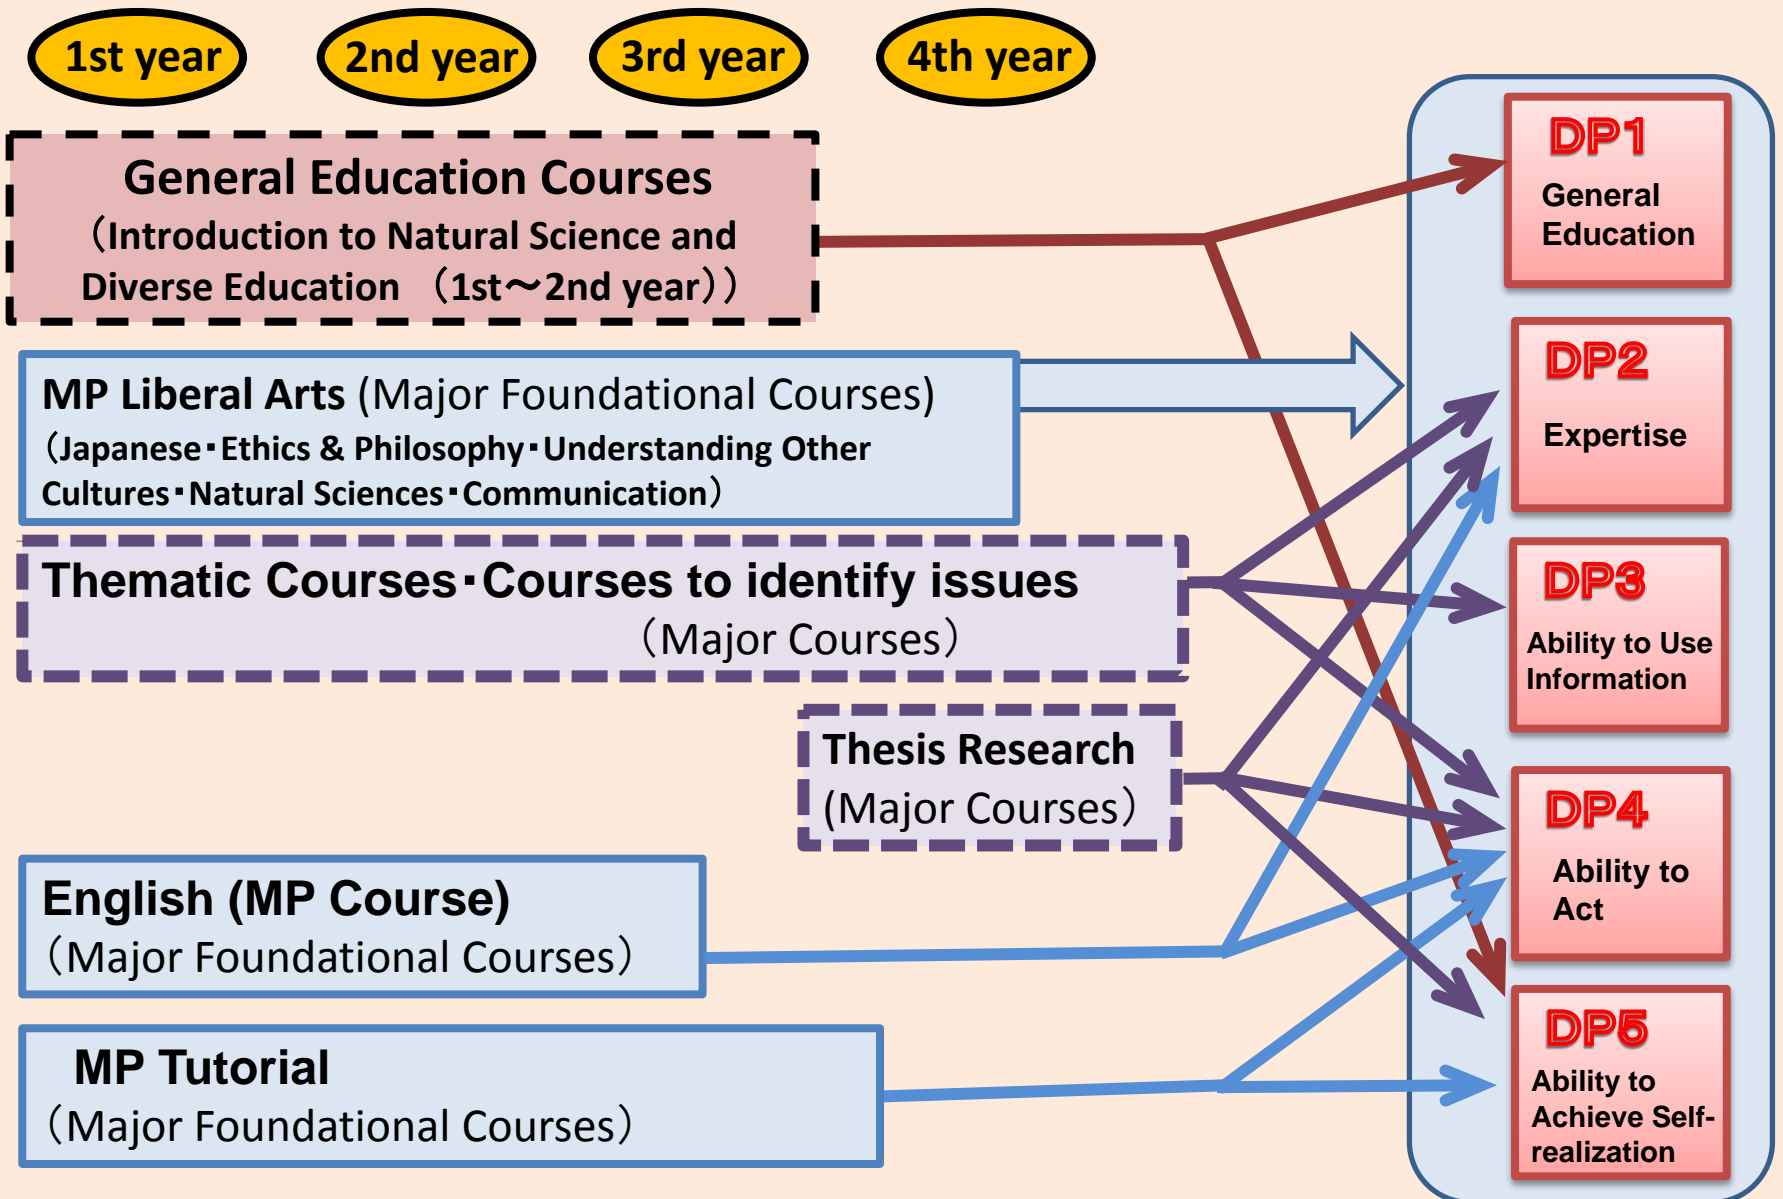 1st year
2nd year
3rd year
4th year
General Education Courses
（Introduction to Natural Science and
Diverse Education （1st～2nd year））
MP Liberal Arts (Major Foundational Courses)
（Japanese･Ethics & Philosophy･Understanding Other
Cultures･Natural Sciences･Communication）
Thematic Courses･Courses to identify issues
（Major Courses）
Thesis Research
(Major Courses）
English (MP Course)
（Major Foundational Courses）
MP Tutorial
（Major Foundational Courses）
DP1
General
Education
DP2
Expertise
DP3
Ability to Use
Information
DP4
Ability to
Act
DP5
Ability to
Achieve Self-
realization